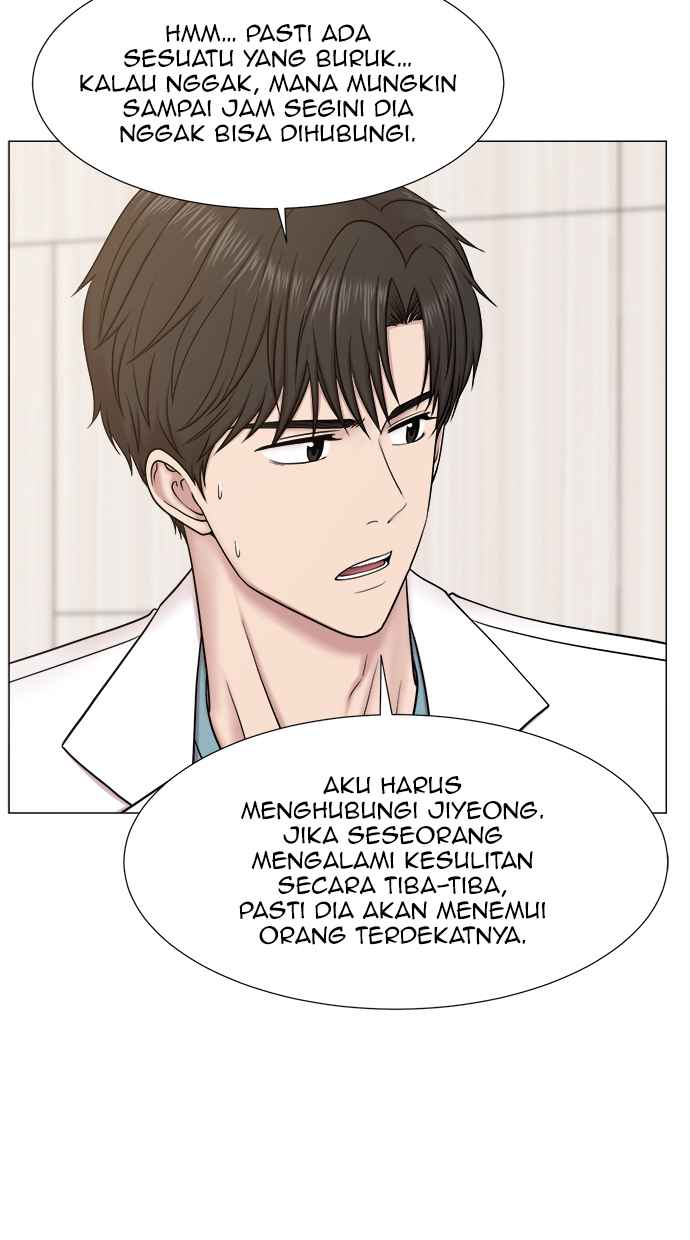 HMM... PASTI ADA
SESUATU YANG BURUK...
KALAU NGGAK, MANA MUNGKIN
SAMPAI JAM SEGINI DIA
NGGAK BISA DIHUBUNGI.
AKU HARUS
MENGHUBUNGI JIYEONG.
JIKA SESEORANG
MENGALAMI KESULITAN
SECARA TIBA-TIBA,
PASTI DIA AKAN MENEMUI
ORANG TERDEKATNYA.